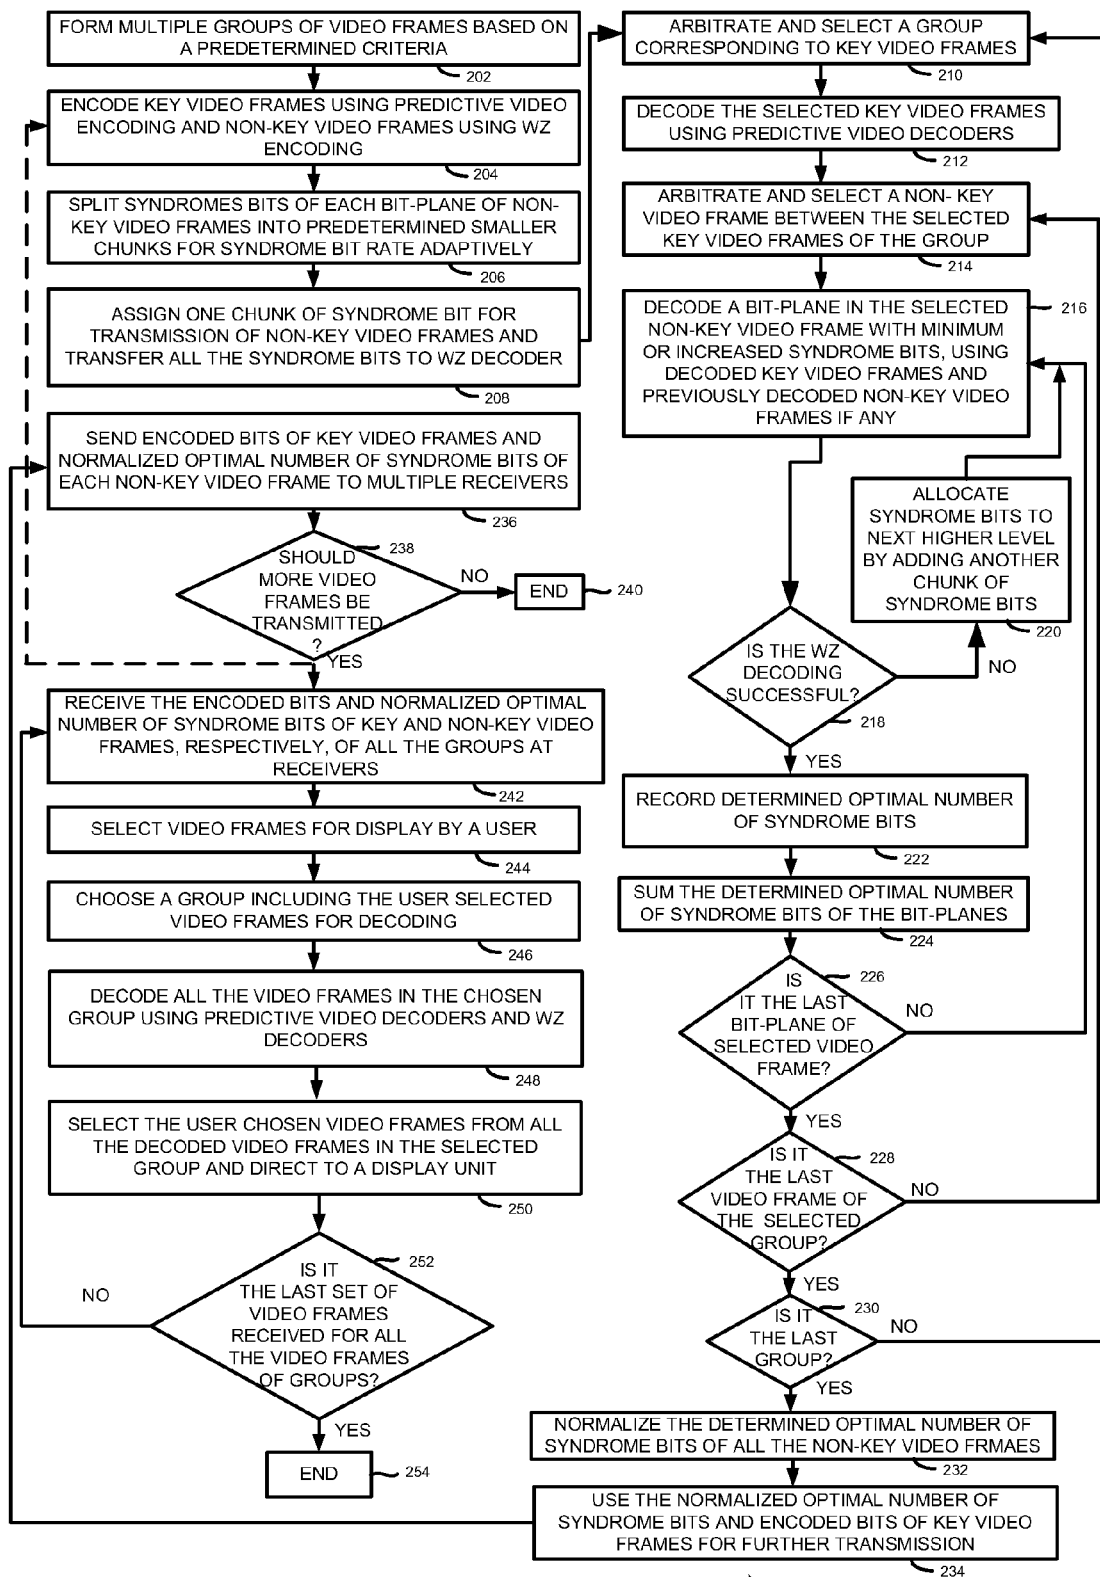 FORM MULTIPLE GROUPS OF VIDEO FRAMES BASED ON
A PREDETERMINED CRITERIA
202
ENCODE KEY VIDEO FRAMES USING PREDICTIVE VIDEO
ENCODING AND NON-KEY VIDEO FRAMES USING WZ
ENCODING
204
SPLIT SYNDROMES BITS OF EACH BIT-PLANE OF NON-
KEY VIDEO FRAMES INTO PREDETERMINED SMALLER
CHUNKS FOR SYNDROME BIT RATE ADAPTIVELY
206
ASSIGN ONE CHUNK OF SYNDROME BIT FOR
TRANSMISSION OF NON-KEY VIDEO FRAMES AND
TRANSFER ALL THE SYNDROME BITS TO WZ DECODER
208
ARBITRATE AND SELECT A GROUP
CORRESPONDING TO KEY VIDEO FRAMES
210
DECODE THE SELECTED KEY VIDEO FRAMES
USING PREDICTIVE VIDEO DECODERS
212
ARBITRATE AND SELECT A NON- KEY
VIDEO FRAME BETWEEN THE SELECTED
KEY VIDEO FRAMES OF THE GROUP
214
DECODE A BIT-PLANE IN THE SELECTED
NON-KEY VIDEO FRAME WITH MINIMUM
OR INCREASED SYNDROME BITS, USING
DECODED KEY VIDEO FRAMES AND
PREVIOUSLY DECODED NON-KEY VIDEO
FRAMES IF ANY
216
IS THE WZ
DECODING
SUCCESSFUL?
218
NO
ALLOCATE
SYNDROME BITS TO
NEXT HIGHER LEVEL
BY ADDING ANOTHER
CHUNK OF
SYNDROME BITS
220
YES
RECORD DETERMINED OPTIMAL NUMBER
OF SYNDROME BITS
222
SUM THE DETERMINED OPTIMAL NUMBER
OF SYNDROME BITS OF THE BIT-PLANES
224
IS
IT THE LAST
BIT-PLANE OF
SELECTED VIDEO
FRAME?
226
NO
YES
IS IT
THE LAST
VIDEO FRAME OF
THE SELECTED
GROUP?
228
NO
YES
IS IT
THE LAST
GROUP?
230
NO
YES
NORMALIZE THE DETERMINED OPTIMAL NUMBER OF
SYNDROME BITS OF ALL THE NON-KEY VIDEO FRMAES
232
USE THE NORMALIZED OPTIMAL NUMBER OF
SYNDROME BITS AND ENCODED BITS OF KEY VIDEO
FRAMES FOR FURTHER TRANSMISSION
234
SEND ENCODED BITS OF KEY VIDEO FRAMES AND
NORMALIZED OPTIMAL NUMBER OF SYNDROME BITS OF
EACH NON-KEY VIDEO FRAME TO MULTIPLE RECEIVERS
236
SHOULD
MORE VIDEO
FRAMES BE
TRANSMITTED
?
238
NO
END
240
YES
RECEIVE THE ENCODED BITS AND NORMALIZED OPTIMAL
NUMBER OF SYNDROME BITS OF KEY AND NON-KEY VIDEO
FRAMES, RESPECTIVELY, OF ALL THE GROUPS AT
RECEIVERS
242
SELECT VIDEO FRAMES FOR DISPLAY BY A USER
244
CHOOSE A GROUP INCLUDING THE USER SELECTED
VIDEO FRAMES FOR DECODING
246
DECODE ALL THE VIDEO FRAMES IN THE CHOSEN
GROUP USING PREDICTIVE VIDEO DECODERS AND WZ
DECODERS
248
SELECT THE USER CHOSEN VIDEO FRAMES FROM ALL
THE DECODED VIDEO FRAMES IN THE SELECTED
GROUP AND DIRECT TO A DISPLAY UNIT
250
IS IT
THE LAST SET OF
VIDEO FRAMES
RECEIVED FOR ALL
THE VIDEO FRAMES
OF GROUPS?
252
NO
YES
END
254